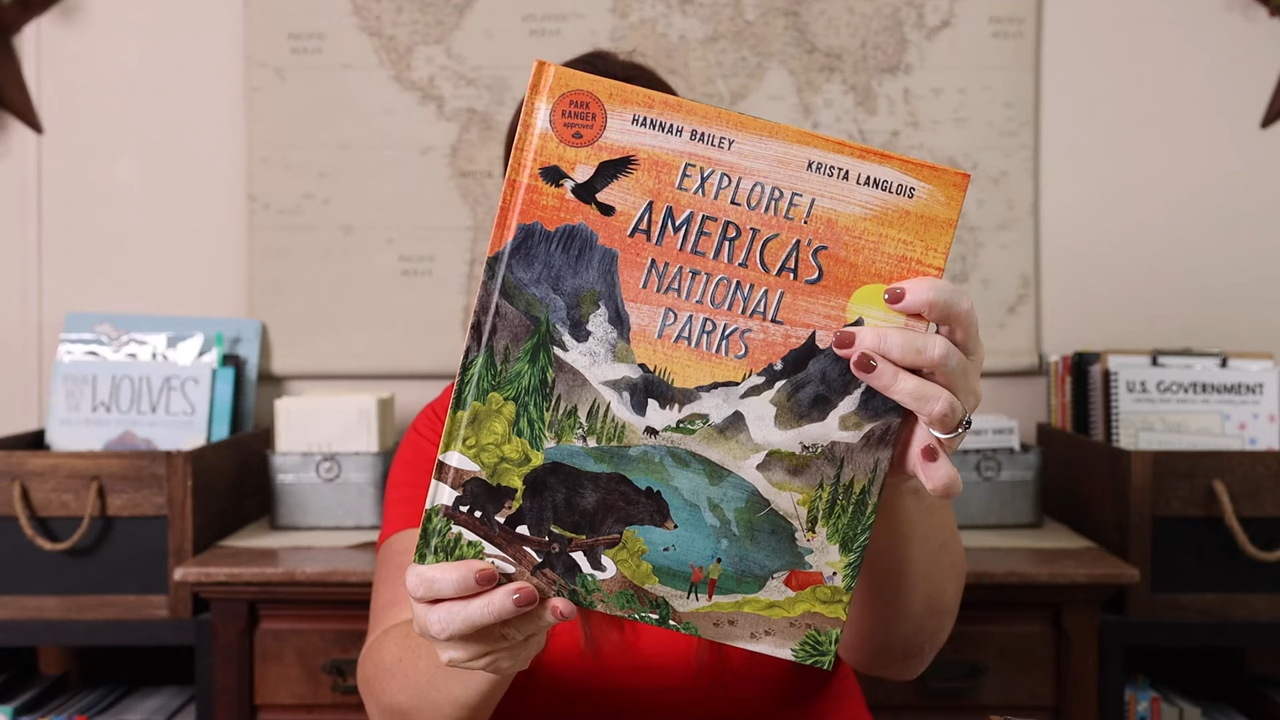 PARK
RANGER
approved
HANNAH BAILEY
KRISTA LANGLOIS
EXPLORE!
AMERICA'S
NATIONAL
PARKS
WOLVES
U.S. GOVERNMENT